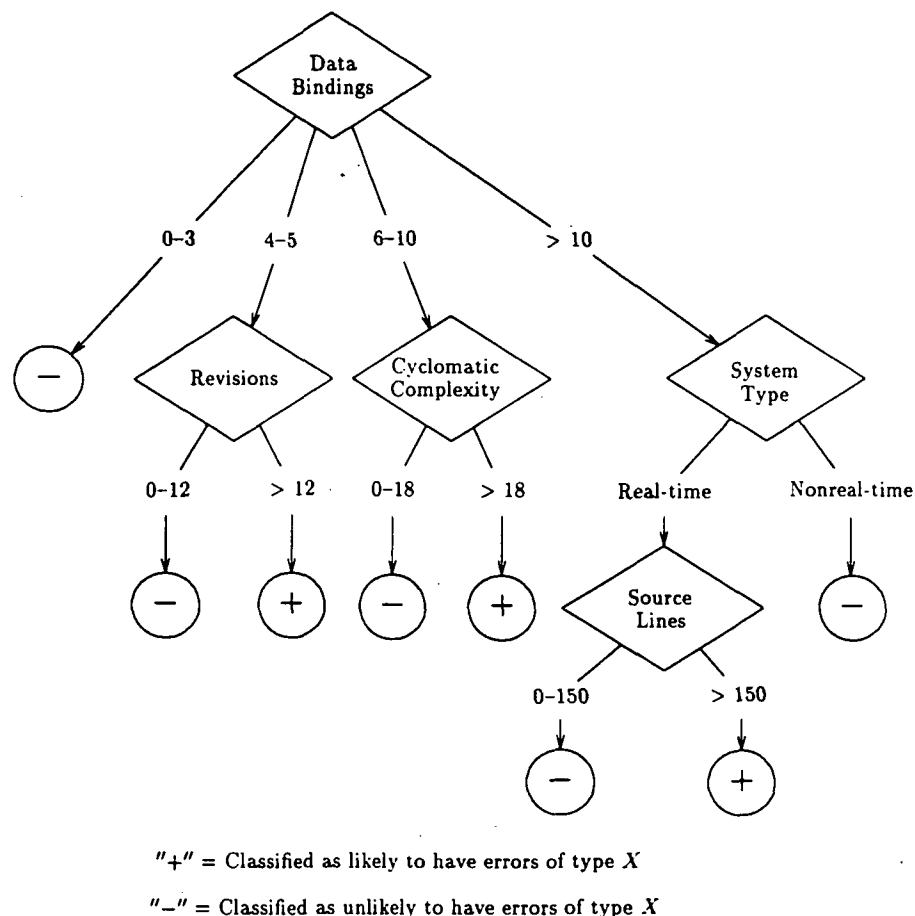 Data
Bindings
0–3
4–5
6–10
> 10
Revisions
Cyclomatic
Complexity
System
Type
0–12
> 12
0–18
> 18
Real-time
Nonreal-time
−
−
+
−
+
Source
Lines
−
0–150
> 150
−
+
"+" = Classified as likely to have errors of type X
"−" = Classified as unlikely to have errors of type X